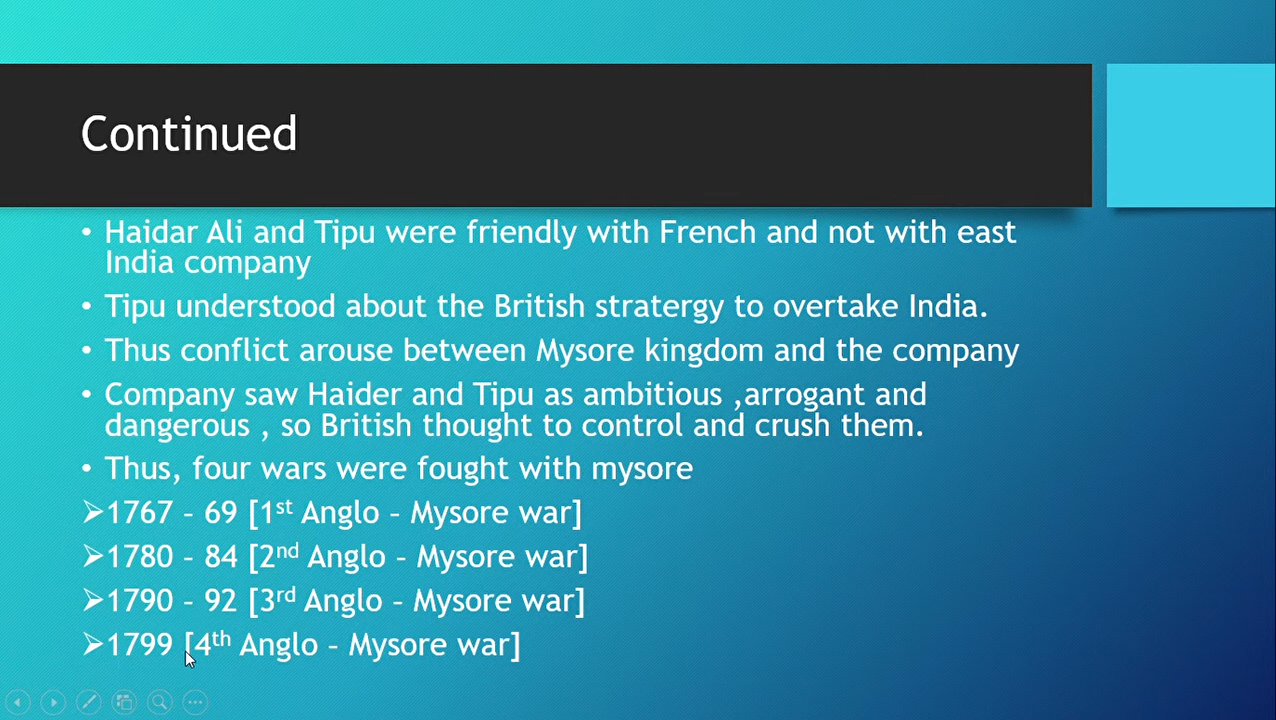 Continued
• Haidar Ali and Tipu were friendly with French and not with east
India company
• Tipu understood about the British stratergy to overtake India.
• Thus conflict arouse between Mysore kingdom and the company
• Company saw Haider and Tipu as ambitious ,arrogant and
dangerous , so British thought to control and crush them.
• Thus, four wars were fought with mysore
➢1767 – 69 [1st Anglo – Mysore war]
➢1780 – 84 [2nd Anglo – Mysore war]
➢1790 – 92 [3rd Anglo – Mysore war]
➢1799 [4th Anglo – Mysore war]